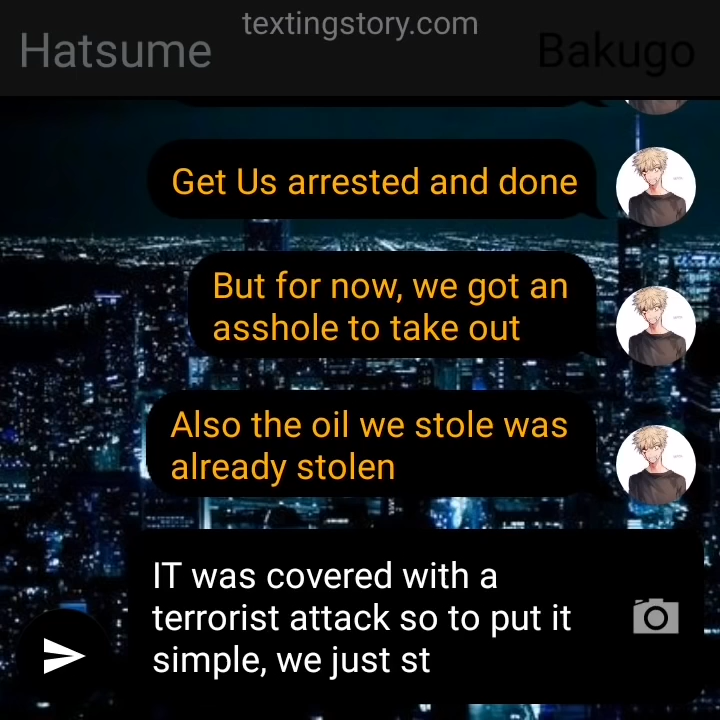 textingstory.com
Hatsume
Bakugo
Get Us arrested and done
But for now, we got an
asshole to take out
Also the oil we stole was
already stolen
IT was covered with a
terrorist attack so to put it
simple, we just st